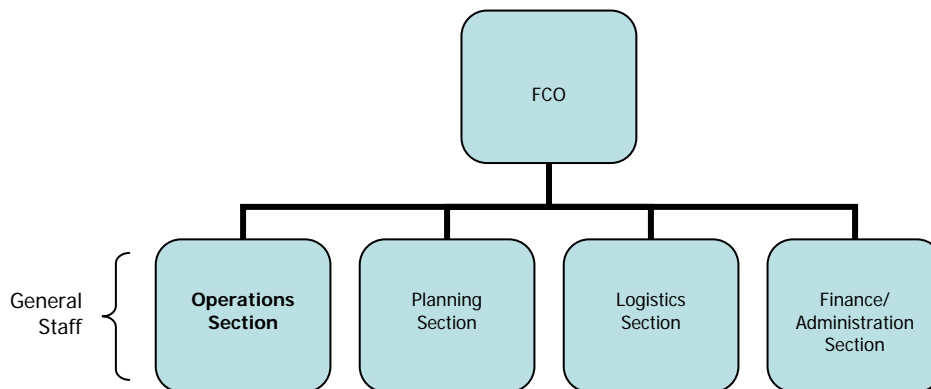 FCO
General
Staff
Operations
Section
Planning
Section
Logistics
Section
Finance/
Administration
Section